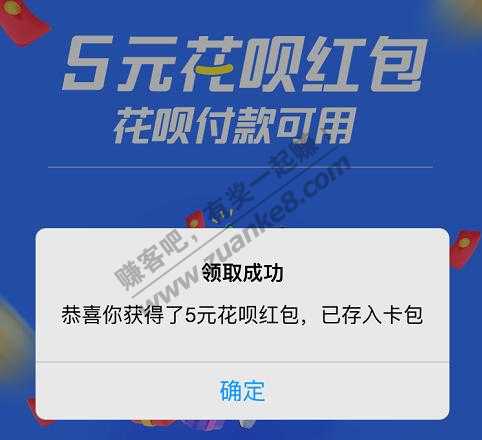 5元花呗红包
花呗付款可用
赚客吧，有奖一起赚！
www.zuanke8.com
领取成功
恭喜你获得了5元花呗红包，已存入卡包
确定